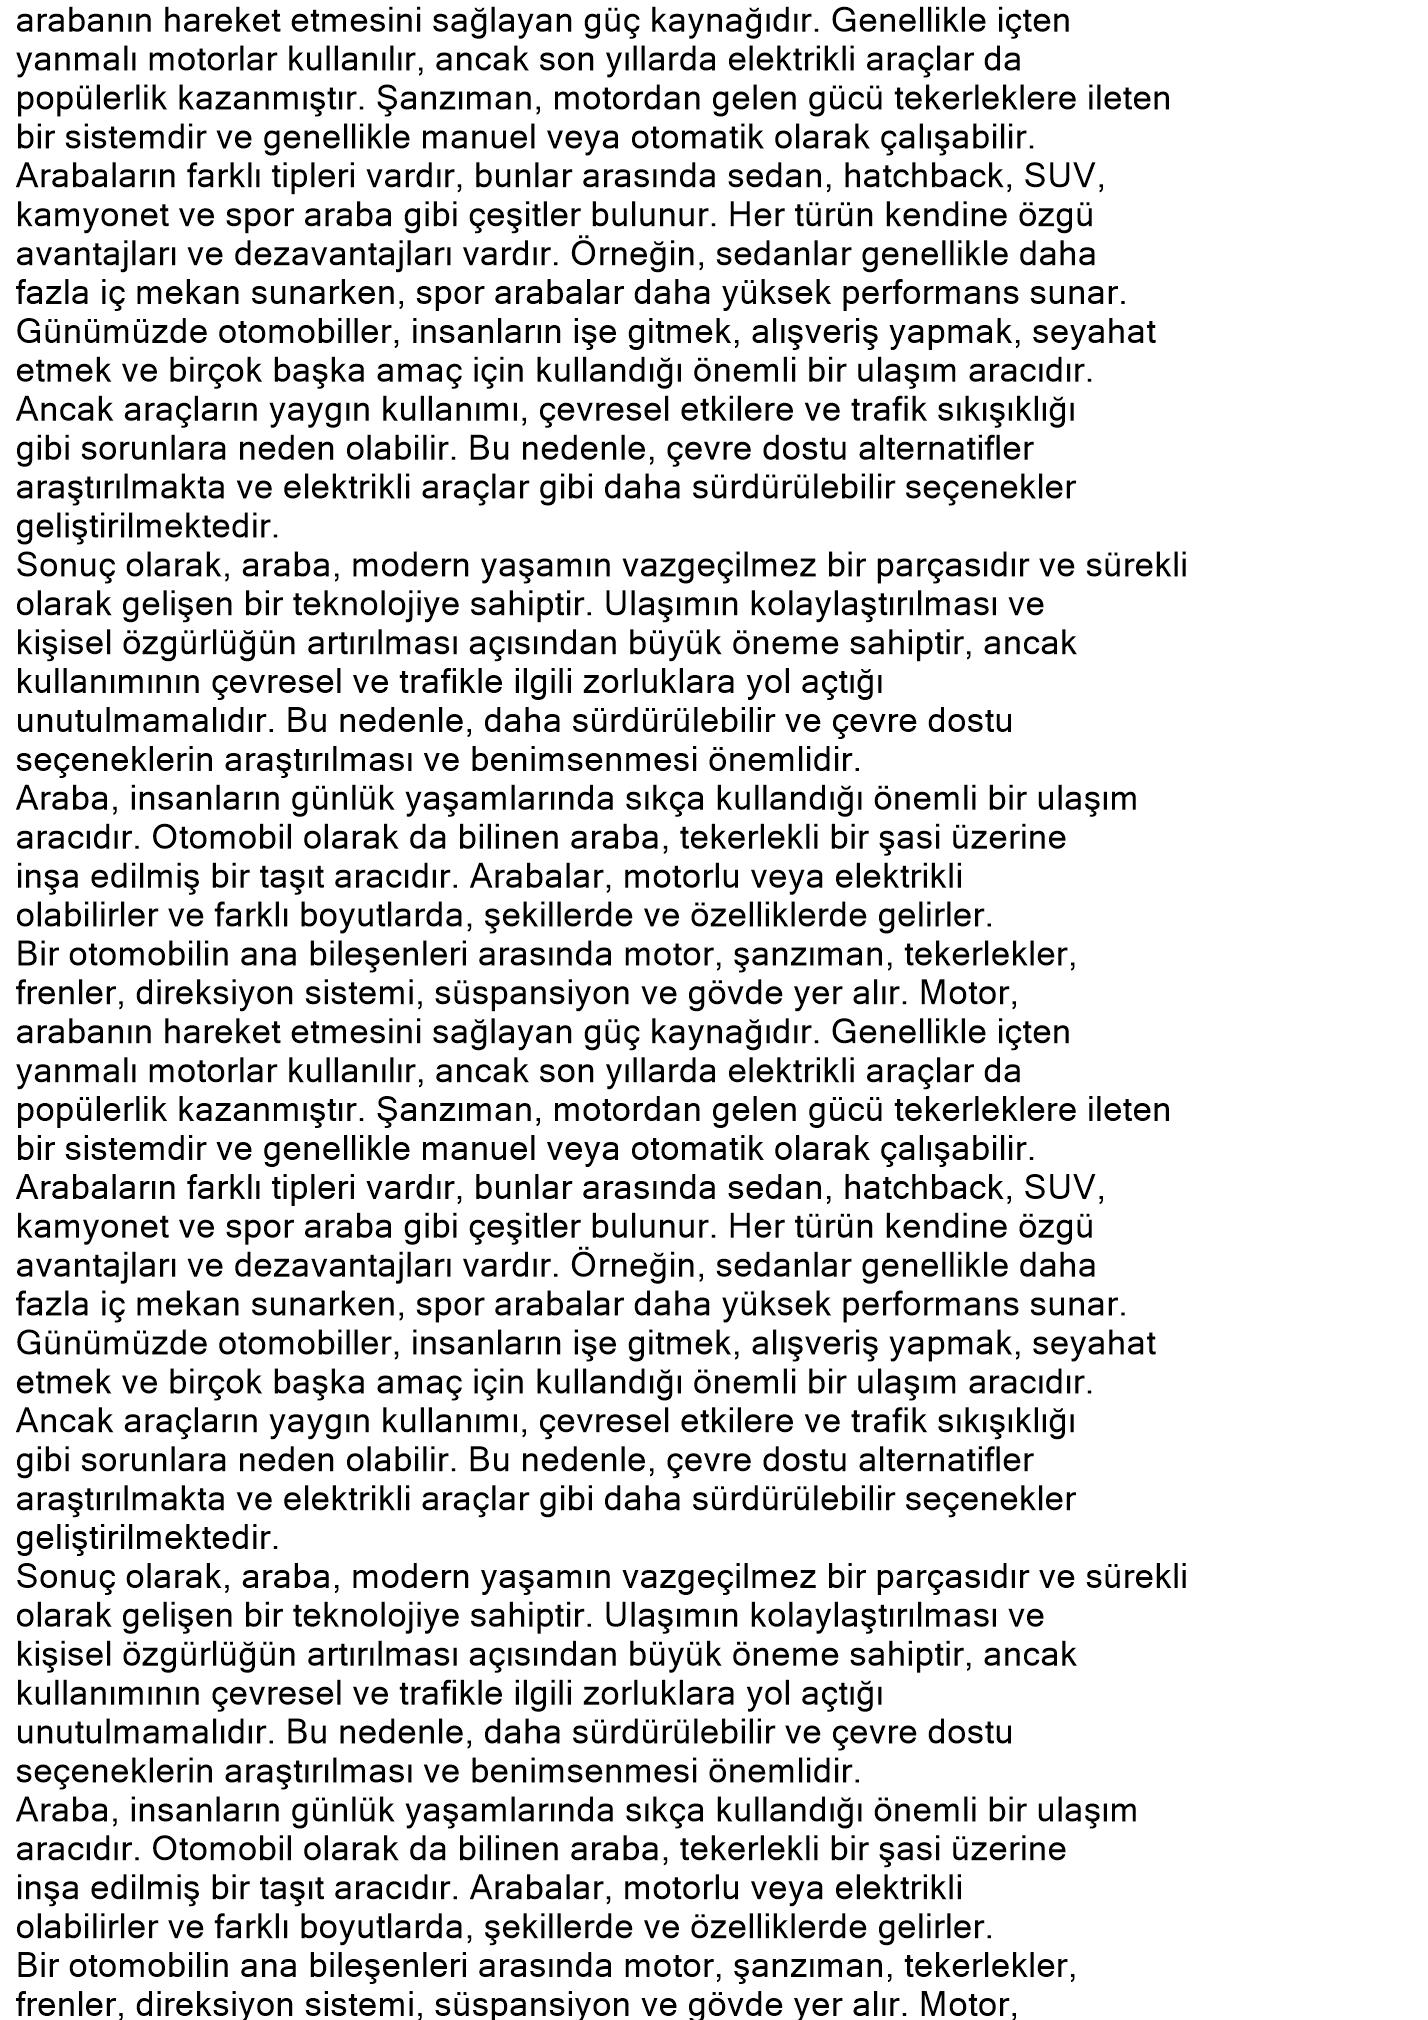 arabanın hareket etmesini sağlayan güç kaynağıdır. Genellikle içten
yanmalı motorlar kullanılır, ancak son yıllarda elektrikli araçlar da
popülerlik kazanmıştır. Şanzıman, motordan gelen gücü tekerleklere ileten
bir sistemdir ve genellikle manuel veya otomatik olarak çalışabilir.
Arabaların farklı tipleri vardır, bunlar arasında sedan, hatchback, SUV,
kamyonet ve spor araba gibi çeşitler bulunur. Her türün kendine özgü
avantajları ve dezavantajları vardır. Örneğin, sedanlar genellikle daha
fazla iç mekan sunarken, spor arabalar daha yüksek performans sunar.
Günümüzde otomobiller, insanların işe gitmek, alışveriş yapmak, seyahat
etmek ve birçok başka amaç için kullandığı önemli bir ulaşım aracıdır.
Ancak araçların yaygın kullanımı, çevresel etkilere ve trafik sıkışıklığı
gibi sorunlara neden olabilir. Bu nedenle, çevre dostu alternatifler
araştırılmakta ve elektrikli araçlar gibi daha sürdürülebilir seçenekler
geliştirilmektedir.
Sonuç olarak, araba, modern yaşamın vazgeçilmez bir parçasıdır ve sürekli
olarak gelişen bir teknolojiye sahiptir. Ulaşımın kolaylaştırılması ve
kişisel özgürlüğün artırılması açısından büyük öneme sahiptir, ancak
kullanımının çevresel ve trafikle ilgili zorluklara yol açtığı
unutulmamalıdır. Bu nedenle, daha sürdürülebilir ve çevre dostu
seçeneklerin araştırılması ve benimsenmesi önemlidir.
Araba, insanların günlük yaşamlarında sıkça kullandığı önemli bir ulaşım
aracıdır. Otomobil olarak da bilinen araba, tekerlekli bir şasi üzerine
inşa edilmiş bir taşıt aracıdır. Arabalar, motorlu veya elektrikli
olabilirler ve farklı boyutlarda, şekillerde ve özelliklerde gelirler.
Bir otomobilin ana bileşenleri arasında motor, şanzıman, tekerlekler,
frenler, direksiyon sistemi, süspansiyon ve gövde yer alır. Motor,
arabanın hareket etmesini sağlayan güç kaynağıdır. Genellikle içten
yanmalı motorlar kullanılır, ancak son yıllarda elektrikli araçlar da
popülerlik kazanmıştır. Şanzıman, motordan gelen gücü tekerleklere ileten
bir sistemdir ve genellikle manuel veya otomatik olarak çalışabilir.
Arabaların farklı tipleri vardır, bunlar arasında sedan, hatchback, SUV,
kamyonet ve spor araba gibi çeşitler bulunur. Her türün kendine özgü
avantajları ve dezavantajları vardır. Örneğin, sedanlar genellikle daha
fazla iç mekan sunarken, spor arabalar daha yüksek performans sunar.
Günümüzde otomobiller, insanların işe gitmek, alışveriş yapmak, seyahat
etmek ve birçok başka amaç için kullandığı önemli bir ulaşım aracıdır.
Ancak araçların yaygın kullanımı, çevresel etkilere ve trafik sıkışıklığı
gibi sorunlara neden olabilir. Bu nedenle, çevre dostu alternatifler
araştırılmakta ve elektrikli araçlar gibi daha sürdürülebilir seçenekler
geliştirilmektedir.
Sonuç olarak, araba, modern yaşamın vazgeçilmez bir parçasıdır ve sürekli
olarak gelişen bir teknolojiye sahiptir. Ulaşımın kolaylaştırılması ve
kişisel özgürlüğün artırılması açısından büyük öneme sahiptir, ancak
kullanımının çevresel ve trafikle ilgili zorluklara yol açtığı
unutulmamalıdır. Bu nedenle, daha sürdürülebilir ve çevre dostu
seçeneklerin araştırılması ve benimsenmesi önemlidir.
Araba, insanların günlük yaşamlarında sıkça kullandığı önemli bir ulaşım
aracıdır. Otomobil olarak da bilinen araba, tekerlekli bir şasi üzerine
inşa edilmiş bir taşıt aracıdır. Arabalar, motorlu veya elektrikli
olabilirler ve farklı boyutlarda, şekillerde ve özelliklerde gelirler.
Bir otomobilin ana bileşenleri arasında motor, şanzıman, tekerlekler,
frenler, direksiyon sistemi, süspansiyon ve gövde yer alır. Motor,